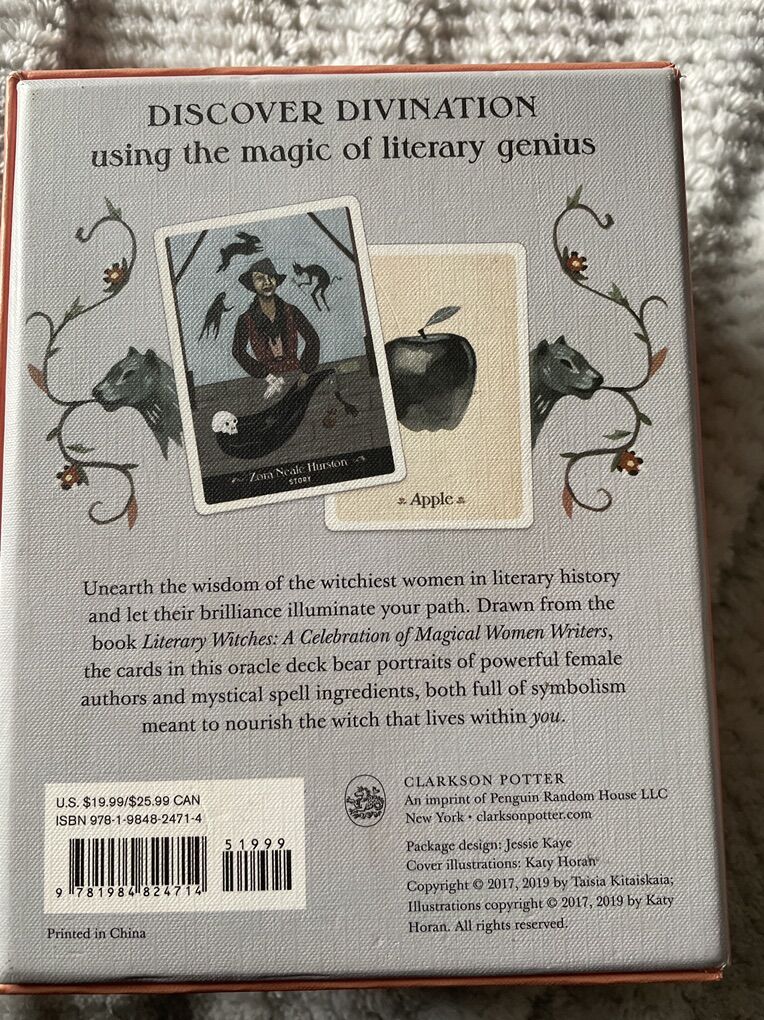 DISCOVER DIVINATION
using the magic of literary genius
Zora Neale Hurston
STORY
Apple
Unearth the wisdom of the witchiest women in literary history
and let their brilliance illuminate your path. Drawn from the
book Literary Witches: A Celebration of Magical Women Writers,
the cards in this oracle deck bear portraits of powerful female
authors and mystical spell ingredients, both full of symbolism
meant to nourish the witch that lives within you.
U.S. $19.99/$25.99 CAN
ISBN 978-1-9848-2471-4
51999
9 781984 824714
Printed in China
CLARKSON POTTER
An imprint of Penguin Random House LLC
New York • clarksonpotter.com
Package design: Jessie Kaye
Cover illustrations: Katy Horan
Copyright © 2017, 2019 by Taisia Kitaiskaia;
Illustrations copyright © 2017, 2019 by Katy
Horan. All rights reserved.